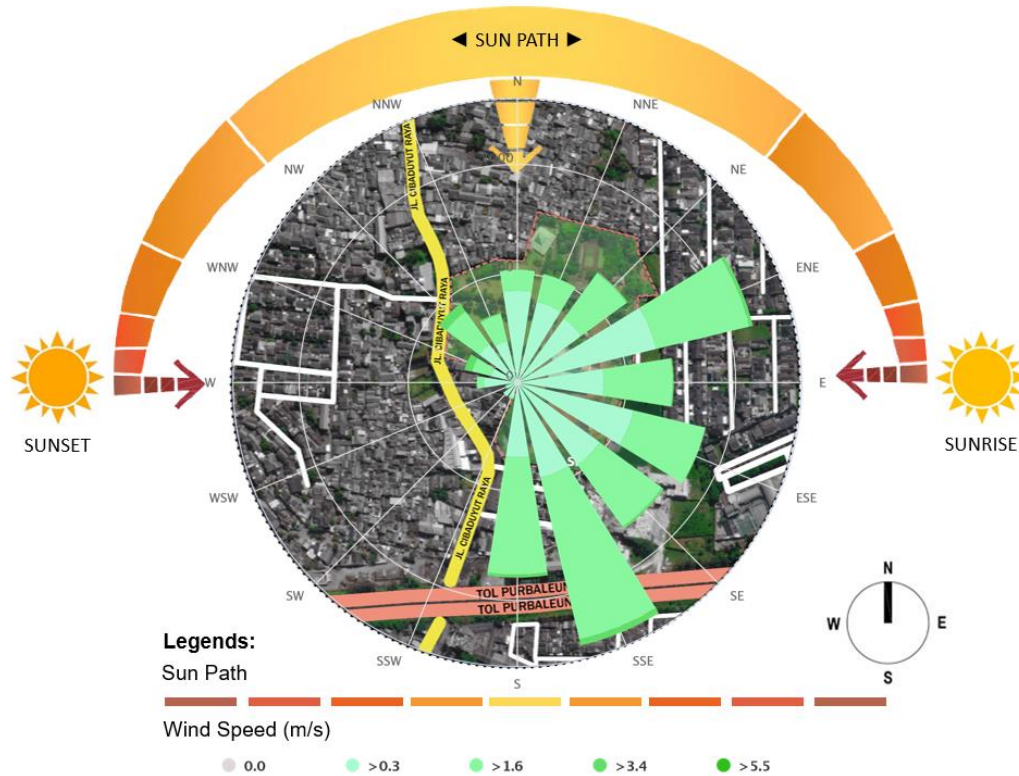 ◄ SUN PATH ►
N
NNW
NNE
NW
NE
WNW
ENE
W
E
WSW
ESE
SW
SE
SSW
SSE
S
JL. CIBADUYUT RAYA
JL. CIBADUYUT RAYA
JL. CIBADUYUT RAYA
0
S
SUNSET
SUNRISE
TOL PURBALEUN
TOL PURBALEUN
N
W
E
S
Legends:
Sun Path
Wind Speed (m/s)
0.0
>0.3
>1.6
>3.4
>5.5